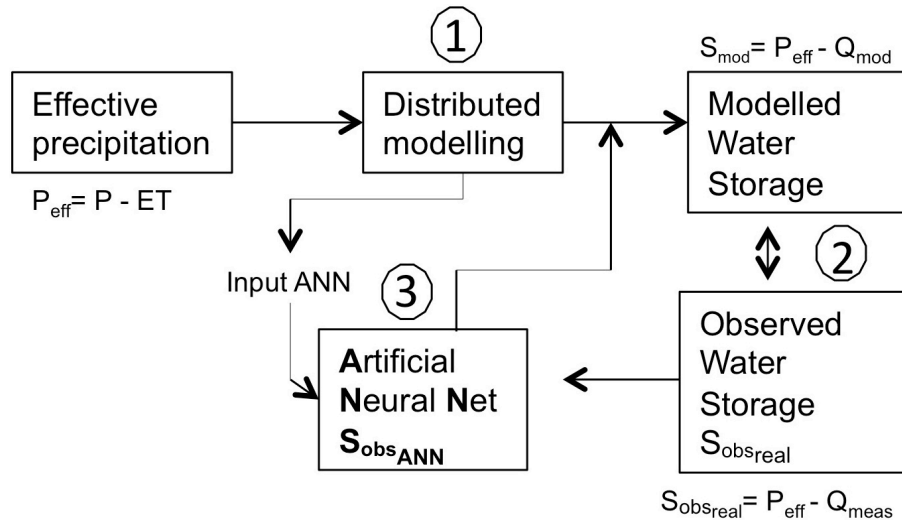 1
S_mod= P_eff - Q_mod
Effective
precipitation
Distributed
modelling
Modelled
Water
Storage
P_eff= P - ET
2
Input ANN
3
Artificial
Neural Net
S_obs_ANN
Observed
Water
Storage
S_obs_real
S_obs_real= P_eff - Q_meas